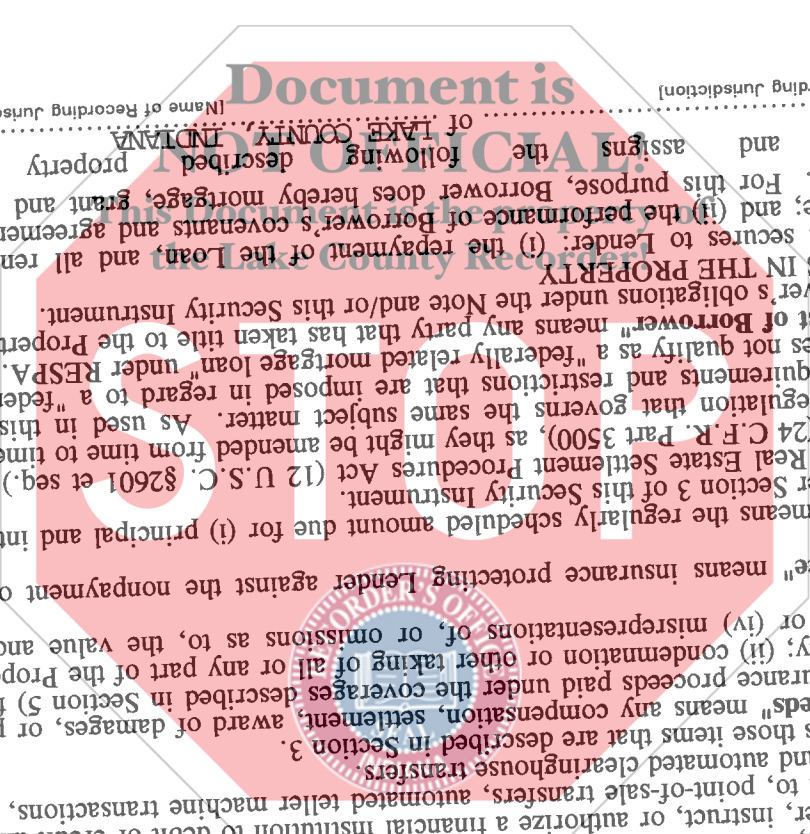 Document is
NOT OFFICIAL!
This Document is the property of
the Lake County Recorder!
STOP
RECORDER'S OFFICE
INDIANA
r, instruct, or authorize a financial institution to debit or
to, point-of-sale transfers, automated teller machine transactions,
nd automated clearinghouse transfers.
s those items that are described in Section 3.
eds" means any compensation, settlement, award of damages, or p
urance proceeds paid under the coverages described in Section 5) f
y; (ii) condemnation or other taking of all or any part of the Prope
or (iv) misrepresentations of, or omissions as to, the value and
e" means insurance protecting Lender against the nonpayment o
means the regularly scheduled amount due for (i) principal and int
r Section 3 of this Security Instrument.
Real Estate Settlement Procedures Act (12 U.S.C. §2601 et seq.)
24 C.F.R. Part 3500), as they might be amended from time to time
egulation that governs the same subject matter. As used in this
quirements and restrictions that are imposed in regard to a "feder
es not qualify as a "federally related mortgage loan" under RESPA.
t of Borrower" means any party that has taken title to the Property
ver's obligations under the Note and/or this Security Instrument.
S IN THE PROPERTY
secures to Lender: (i) the repayment of the Loan, and all ren
e; and (ii) the performance of Borrower's covenants and agreemen
. For this purpose, Borrower does hereby mortgage, grant and
and assigns the following described property
of LAKE COUNTY, INDIANA
rding Jurisdiction] [Name of Recording Juris